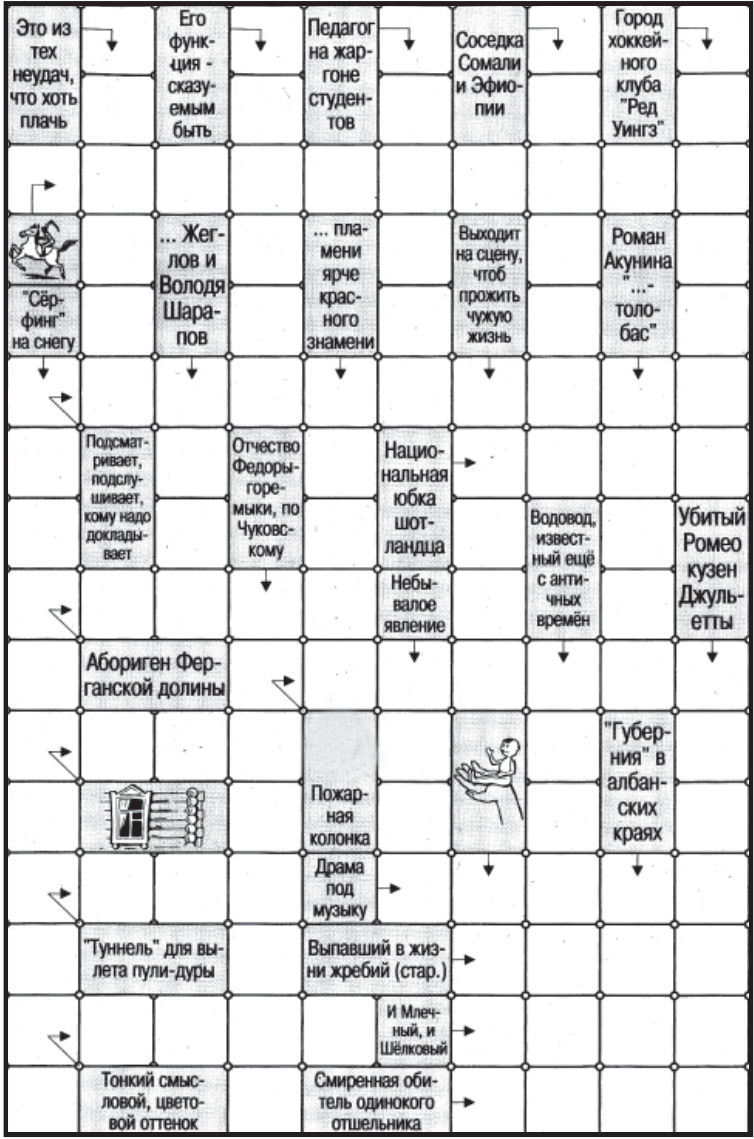 Это из
тех
неудач,
что хоть
плачь
Его
функ-
ция -
сказу-
емым
быть
Педагог
на жар-
гоне
студен-
тов
Соседка
Сомали
и Эфио-
пии
Город
хоккей-
ного
клуба
"Ред
Уингз"
"Сёр-
финг"
на снегу
... Жег-
лов и
Володя
Шара-
пов
... пла-
мени
ярче
крас-
ного
знамени
Выходит
на сцену,
чтоб
прожить
чужую
жизнь
Роман
Акунина
"...-
толо-
бас"
Подсмат-
ривает,
подслу-
шивает,
кому надо
доклады-
вает
Отчество
Федоры-
горе-
мыки, по
Чуковс-
кому
Нацио-
нальная
юбка
шот-
ландца
Водовод,
извест-
ный ещё
с анти-
чных
времён
Убитый
Ромео
кузен
Джуль-
етты
Небы-
валое
явление
Абориген Фер-
ганской долины
Пожар-
ная
колонка
"Губер-
ния" в
албан-
ских
краях
Драма
под
музыку
"Туннель" для вы-
лета пули-дуры
Выпавший в жиз-
ни жребий (стар.)
И Млеч-
ный, и
Шёлковый
Тонкий смыс-
ловой, цвето-
вой оттенок
Смиренная оби-
тель одинокого
отшельника